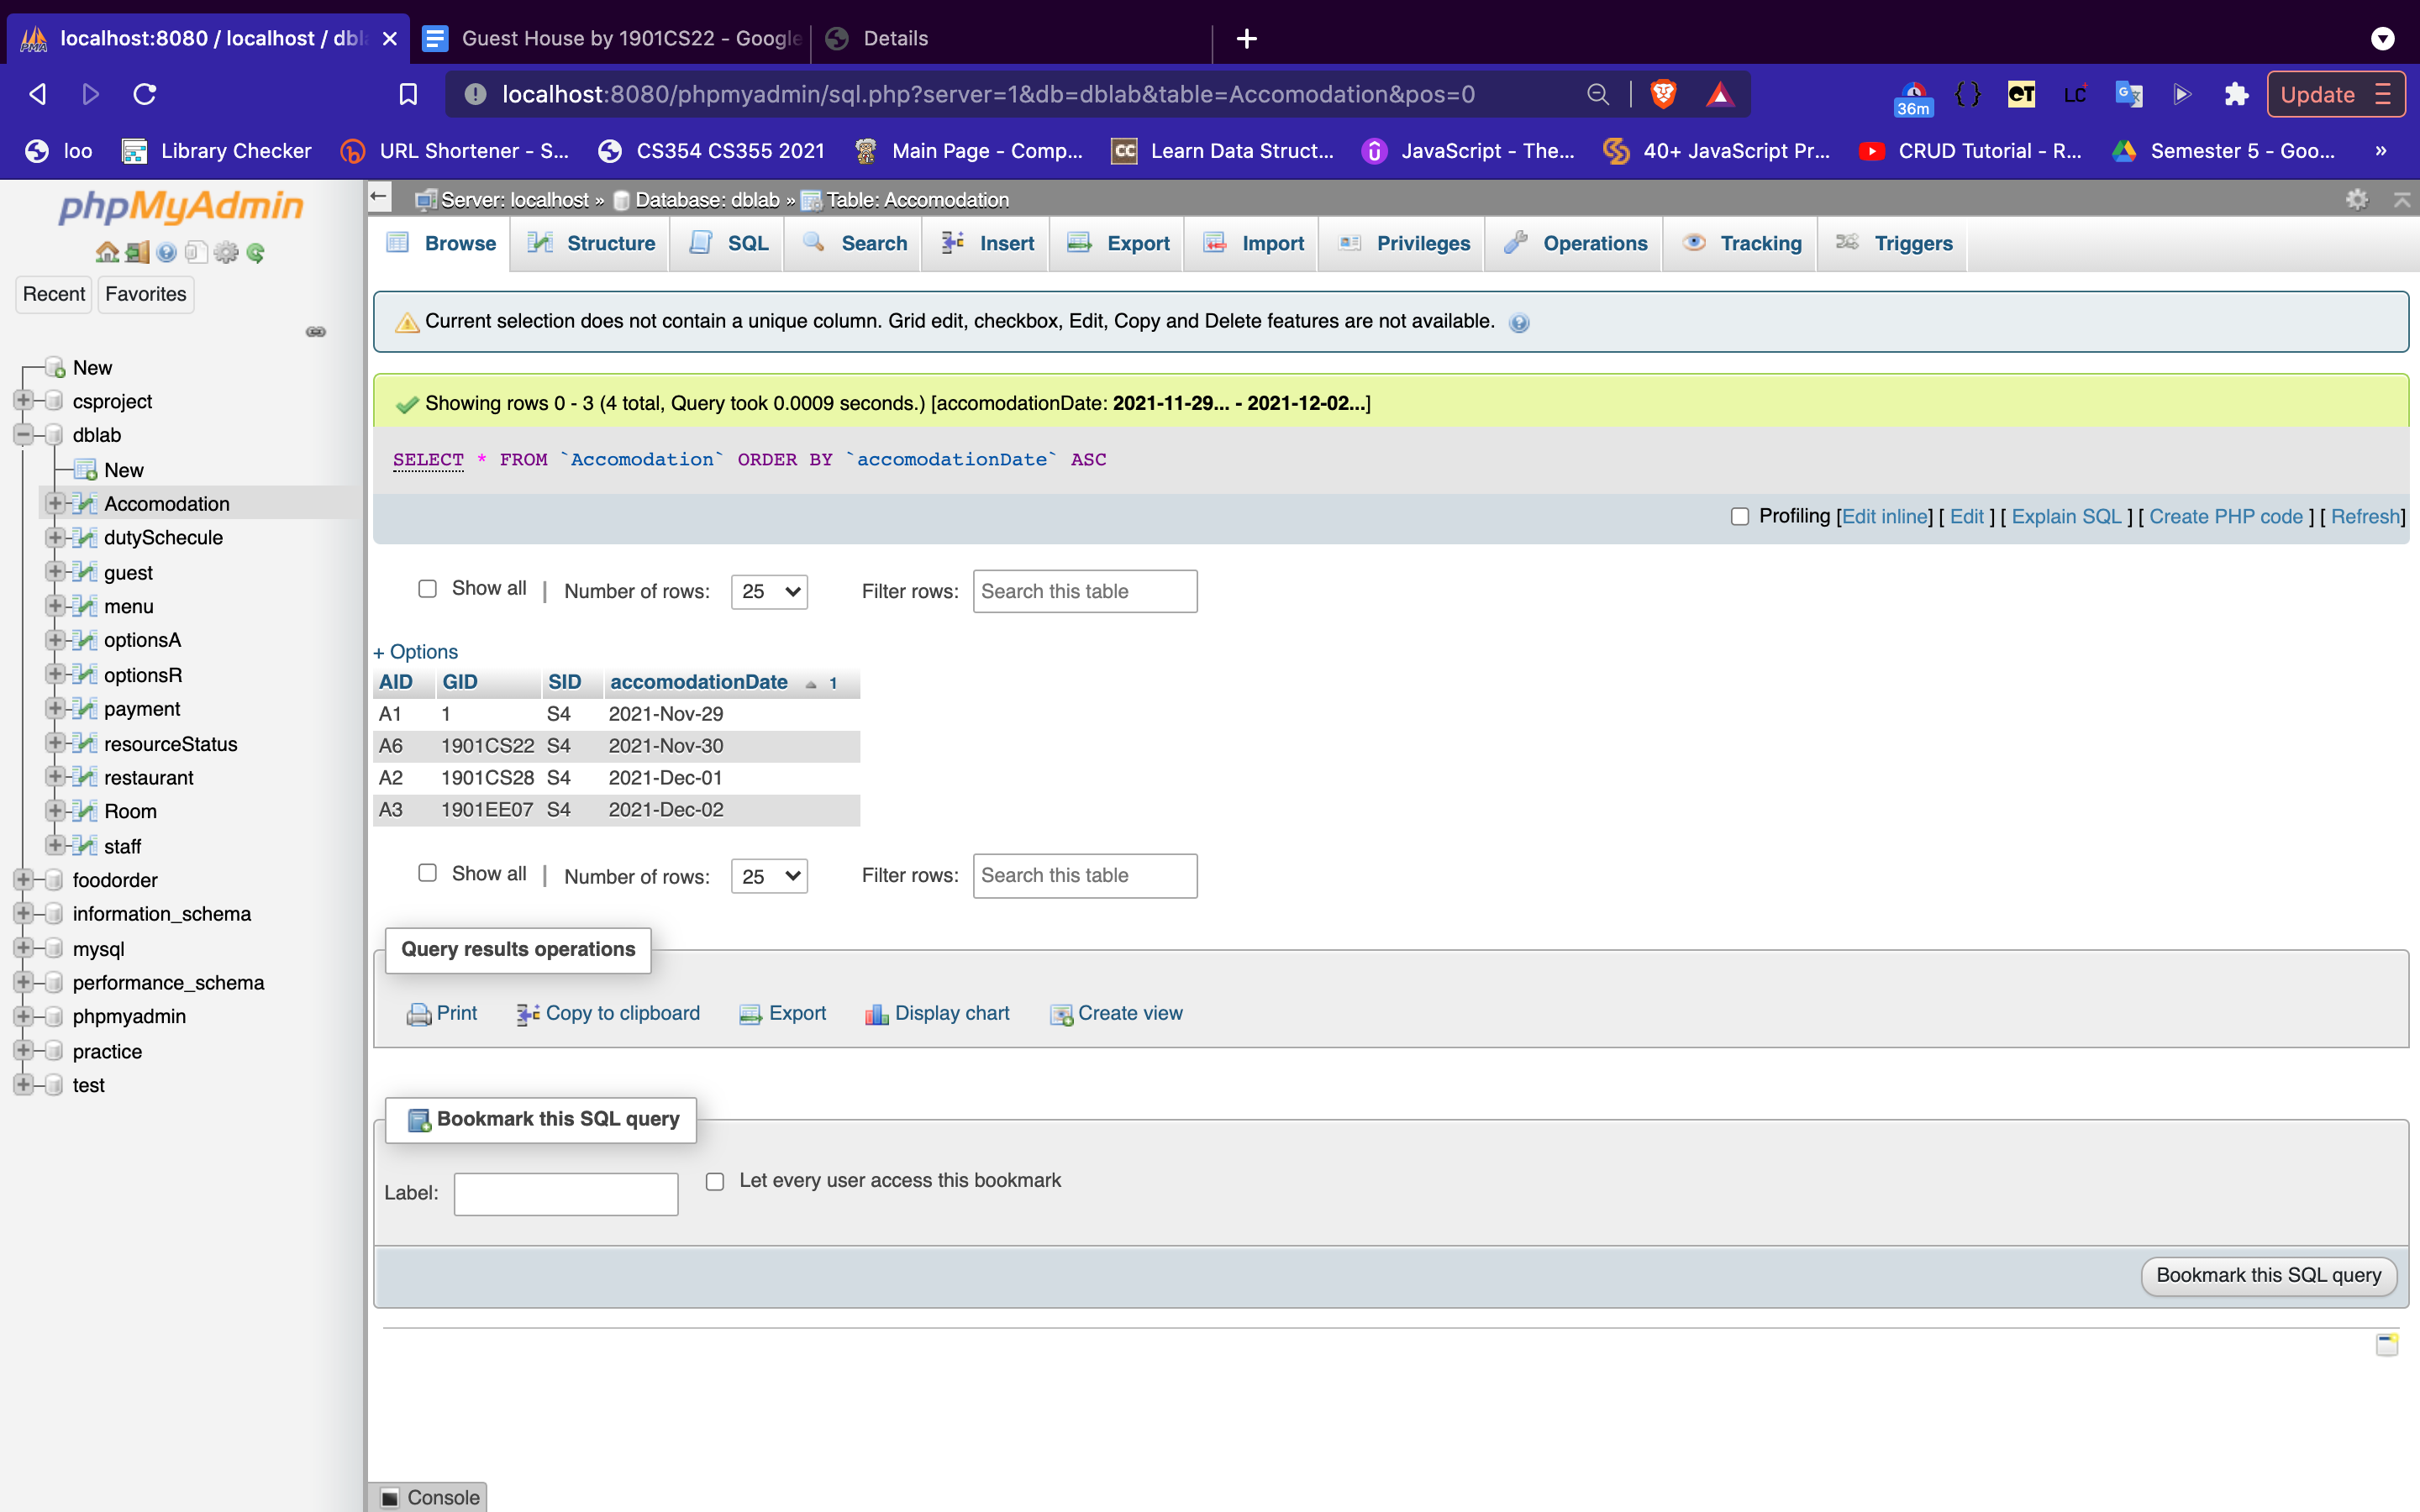 localhost:8080 / localhost / dbl
Guest House by 1901CS22 - Google
Details
localhost:8080/phpmyadmin/sql.php?server=1&db=dblab&table=Accomodation&pos=0
36m
{}
CT
LC
G
Update
loo
Library Checker
URL Shortener - S...
CS354 CS355 2021
Main Page - Comp...
CC
Learn Data Struct...
JavaScript - The...
40+ JavaScript Pr...
CRUD Tutorial - R...
Semester 5 - Goo...
»
phpMyAdmin
Recent
Favorites
New
csproject
dblab
New
Accomodation
dutySchecule
guest
menu
optionsA
optionsR
payment
resourceStatus
restaurant
Room
staff
foodorder
information_schema
mysql
performance_schema
phpmyadmin
practice
test
Server: localhost » Database: dblab » Table: Accomodation
Browse
Structure
SQL
Search
Insert
Export
Import
Privileges
Operations
Tracking
Triggers
Current selection does not contain a unique column. Grid edit, checkbox, Edit, Copy and Delete features are not available.
Showing rows 0 - 3 (4 total, Query took 0.0009 seconds.) [accomodationDate: 2021-11-29... - 2021-12-02...]
SELECT * FROM `Accomodation` ORDER BY `accomodationDate` ASC
Profiling [Edit inline] [ Edit ] [ Explain SQL ] [ Create PHP code ] [ Refresh]
Show all | Number of rows: 25 Filter rows: Search this table
+ Options
AID GID SID accomodationDate 1
A1 1 S4 2021-Nov-29
A6 1901CS22 S4 2021-Nov-30
A2 1901CS28 S4 2021-Dec-01
A3 1901EE07 S4 2021-Dec-02
Show all | Number of rows: 25 Filter rows: Search this table
Query results operations
Print
Copy to clipboard
Export
Display chart
Create view
Bookmark this SQL query
Label:
Let every user access this bookmark
Bookmark this SQL query
Console